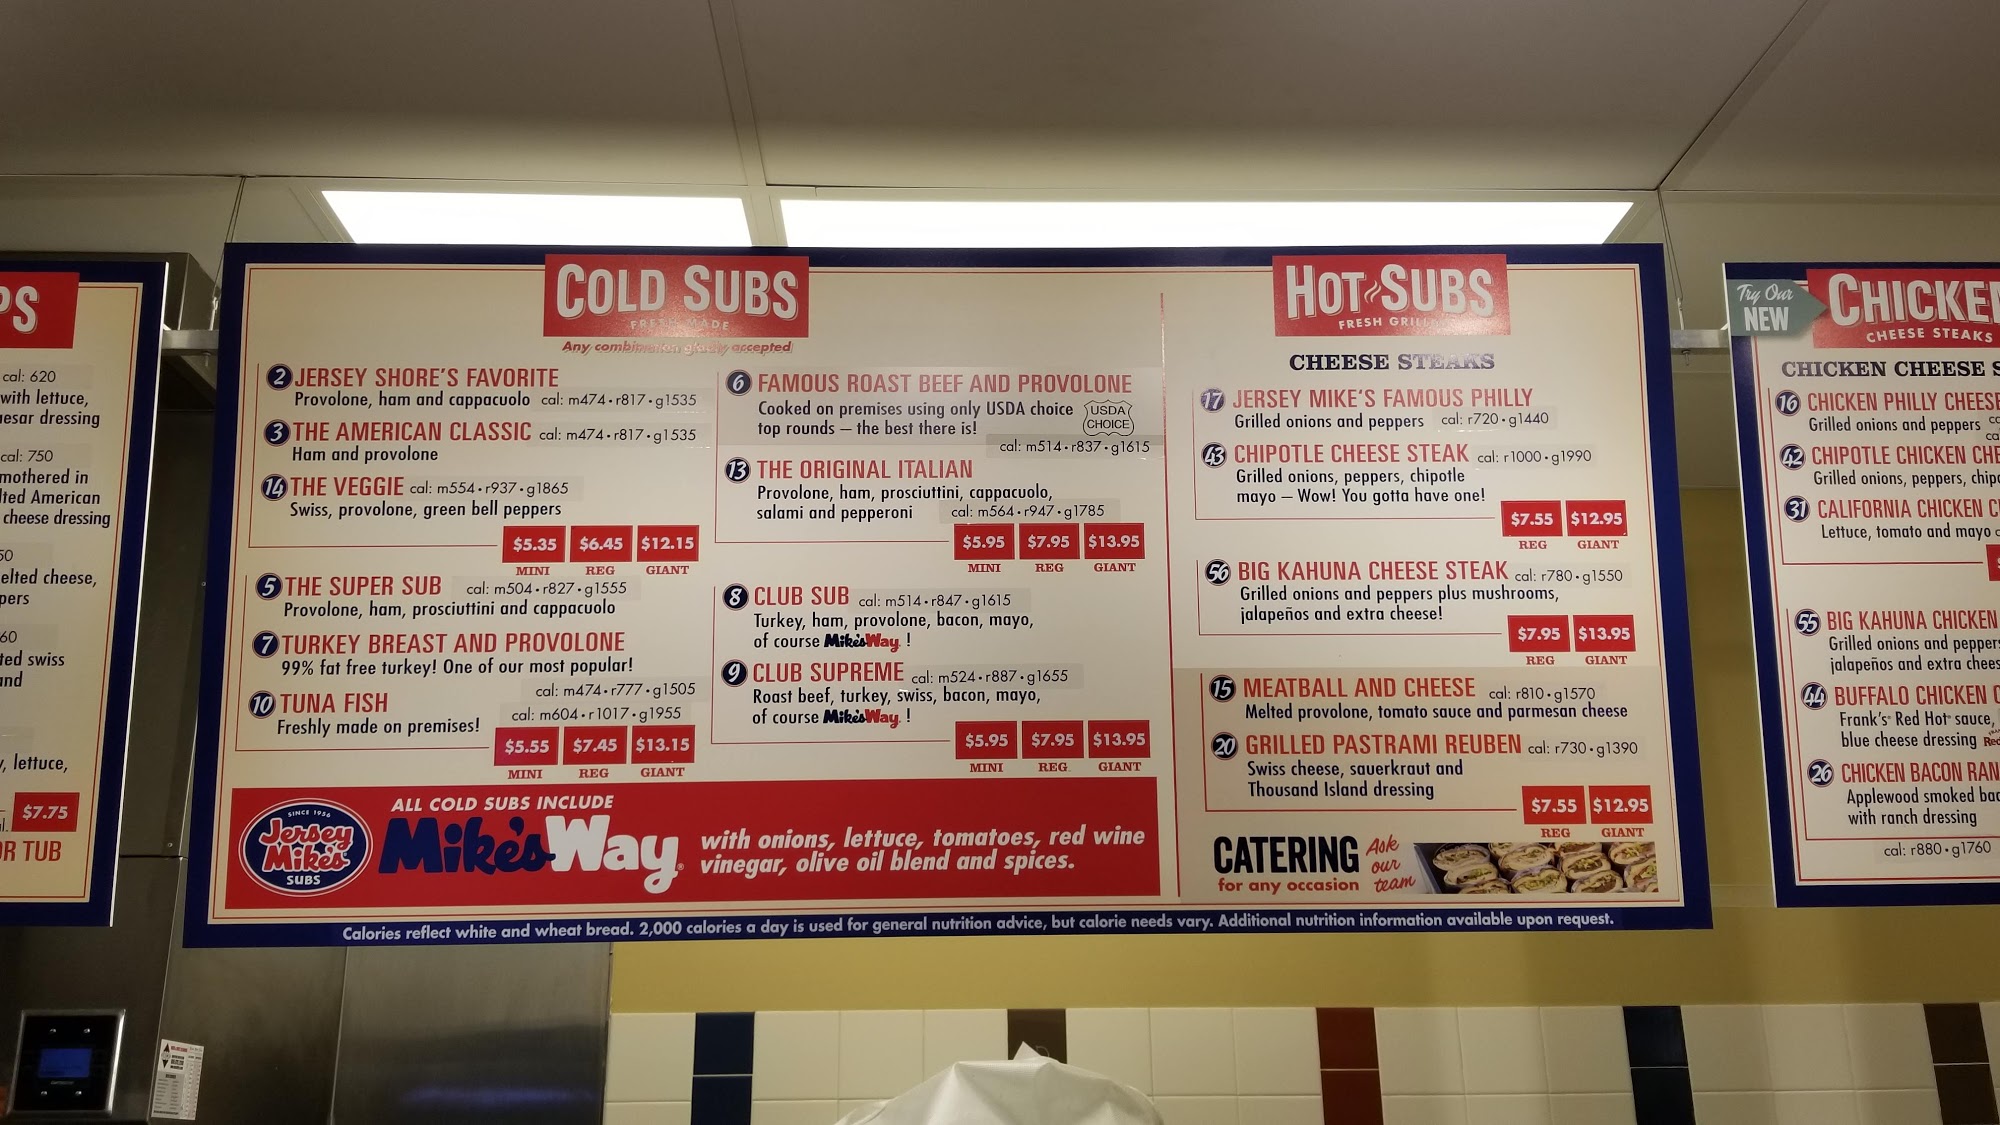 PS
cal: 620
with lettuce,
esar dressing
cal: 750
mothered in
lted American
cheese dressing
50
elted cheese,
pers
60
ted swiss
and
, lettuce,
$7.75
OR TUB
COLD SUBS
FRESH MADE
Any combination gladly accepted
2 JERSEY SHORE'S FAVORITE
Provolone, ham and cappacuolo cal: m474 • r817 • g1535
3 THE AMERICAN CLASSIC cal: m474 • r817 • g1535
Ham and provolone
14 THE VEGGIE cal: m554 • r937 • g1865
Swiss, provolone, green bell peppers
$5.35 $6.45 $12.15
MINI REG GIANT
5 THE SUPER SUB cal: m504 • r827 • g1555
Provolone, ham, prosciuttini and cappacuolo
7 TURKEY BREAST AND PROVOLONE
99% fat free turkey! One of our most popular!
cal: m474 • r777 • g1505
10 TUNA FISH
Freshly made on premises! cal: m604 • r1017 • g1955
$5.55 $7.45 $13.15
MINI REG GIANT
6 FAMOUS ROAST BEEF AND PROVOLONE
Cooked on premises using only USDA choice
top rounds — the best there is!
USDA
CHOICE
cal: m514 • r837 • g1615
13 THE ORIGINAL ITALIAN
Provolone, ham, prosciuttini, cappacuolo,
salami and pepperoni cal: m564 • r947 • g1785
$5.95 $7.95 $13.95
MINI REG GIANT
8 CLUB SUB cal: m514 • r847 • g1615
Turkey, ham, provolone, bacon, mayo,
of course Mike's Way. !
9 CLUB SUPREME cal: m524 • r887 • g1655
Roast beef, turkey, swiss, bacon, mayo,
of course Mike's Way. !
$5.95 $7.95 $13.95
MINI REG. GIANT
SINCE 1956
Jersey
Mike's
SUBS
ALL COLD SUBS INCLUDE
Mike's Way®
with onions, lettuce, tomatoes, red wine
vinegar, olive oil blend and spices.
HOT SUBS
FRESH GRILLED
CHEESE STEAKS
17 JERSEY MIKE'S FAMOUS PHILLY
Grilled onions and peppers cal: r720 • g1440
43 CHIPOTLE CHEESE STEAK cal: r1000 • g1990
Grilled onions, peppers, chipotle
mayo — Wow! You gotta have one!
$7.55 $12.95
REG GIANT
56 BIG KAHUNA CHEESE STEAK cal: r780 • g1550
Grilled onions and peppers plus mushrooms,
jalapeños and extra cheese!
$7.95 $13.95
REG GIANT
15 MEATBALL AND CHEESE cal: r810 • g1570
Melted provolone, tomato sauce and parmesan cheese
20 GRILLED PASTRAMI REUBEN cal: r730 • g1390
Swiss cheese, sauerkraut and
Thousand Island dressing
$7.55 $12.95
REG GIANT
CATERING
for any occasion
Ask
our
team
Calories reflect white and wheat bread. 2,000 calories a day is used for general nutrition advice, but calorie needs vary. Additional nutrition information available upon request.
Try Our
NEW
CHICKEN
CHEESE STEAKS
CHICKEN CHEESE S
16 CHICKEN PHILLY CHEESE
Grilled onions and peppers
42 CHIPOTLE CHICKEN CHE
Grilled onions, peppers, chipo
31 CALIFORNIA CHICKEN C
Lettuce, tomato and mayo
55 BIG KAHUNA CHICKEN
Grilled onions and peppers
jalapeños and extra chees
44 BUFFALO CHICKEN C
Frank's® Red Hot® sauce,
blue cheese dressing
26 CHICKEN BACON RAN
Applewood smoked bac
with ranch dressing
cal: r880 • g1760